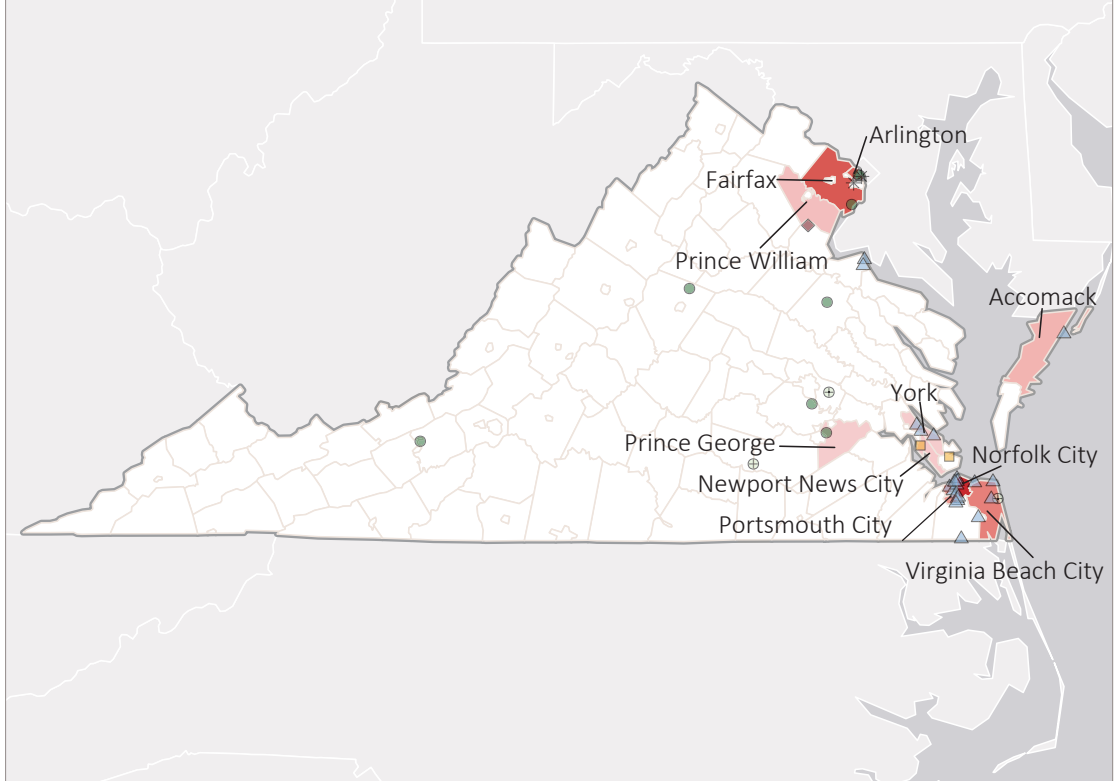 Arlington
Fairfax
Prince William
Accomack
York
Prince George
Norfolk City
Newport News City
Portsmouth City
Virginia Beach City